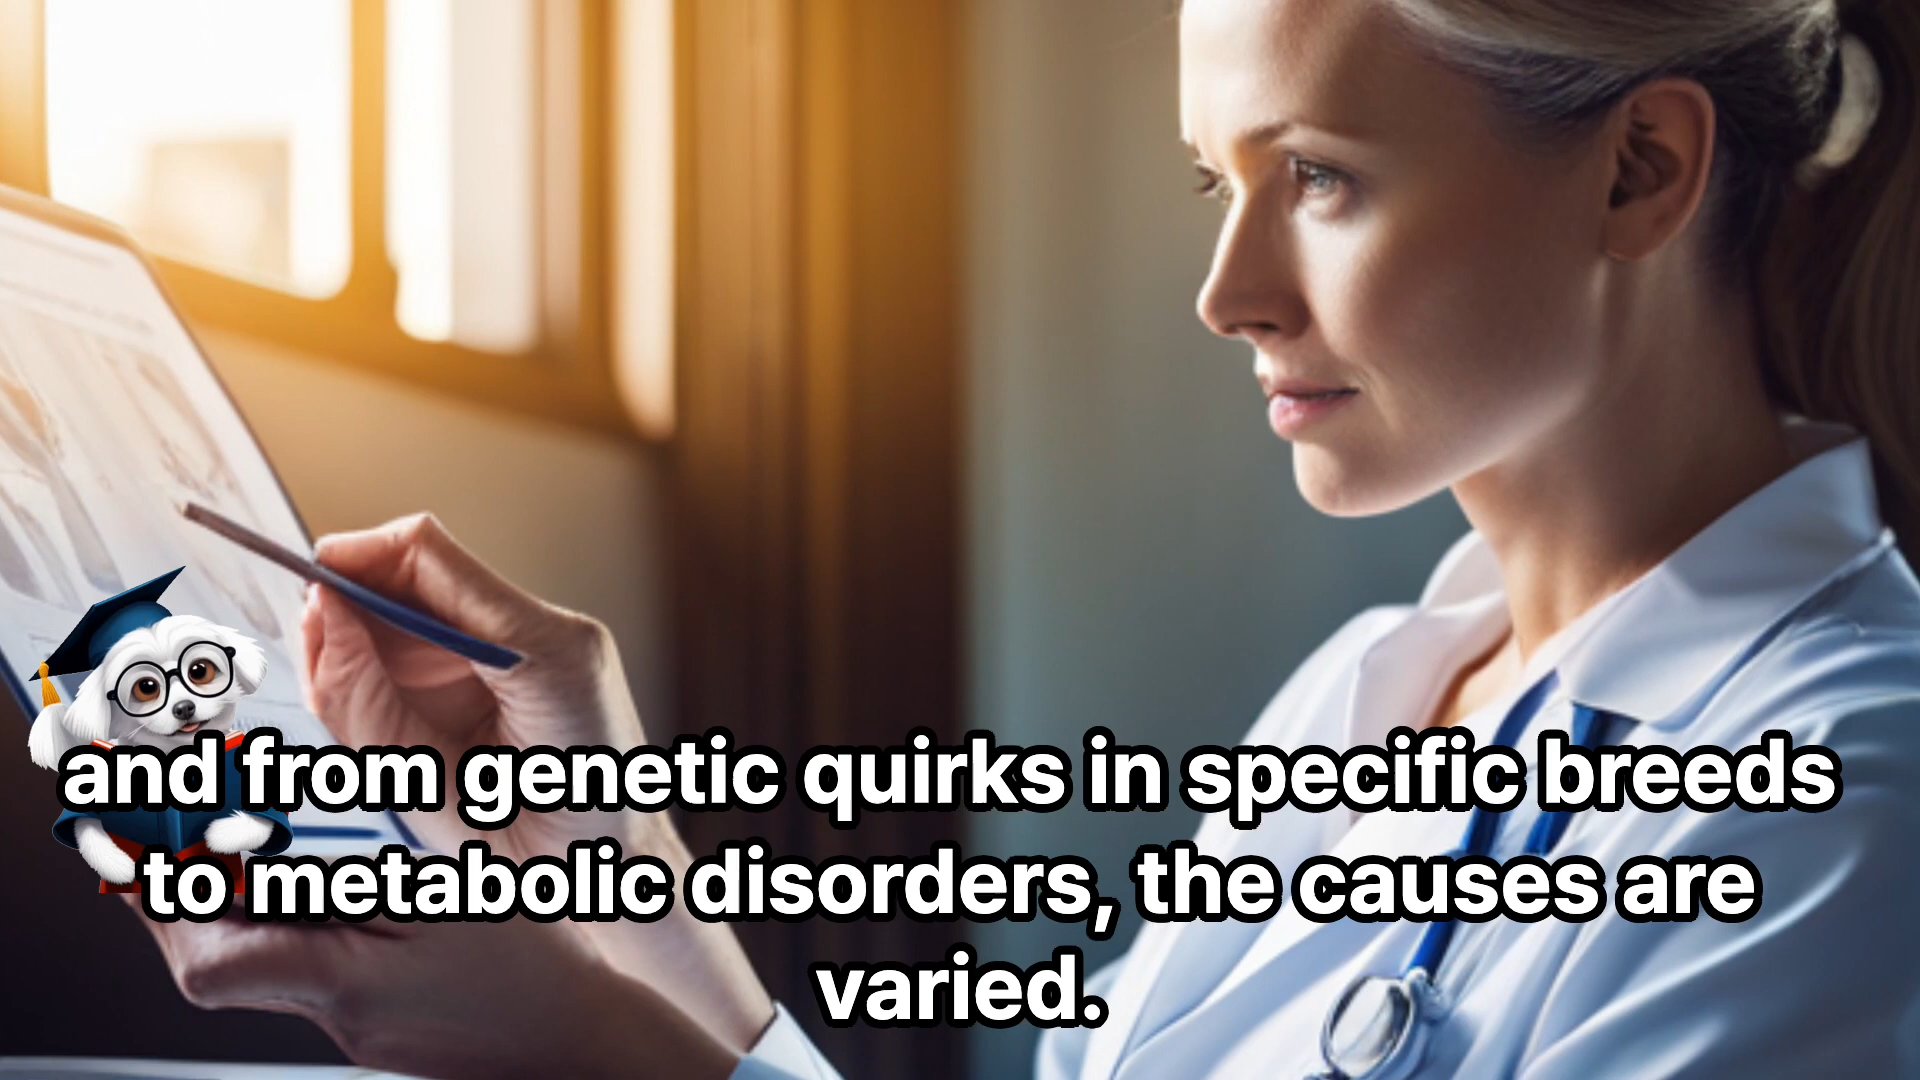 and from genetic quirks in specific breeds
to metabolic disorders, the causes are
varied.